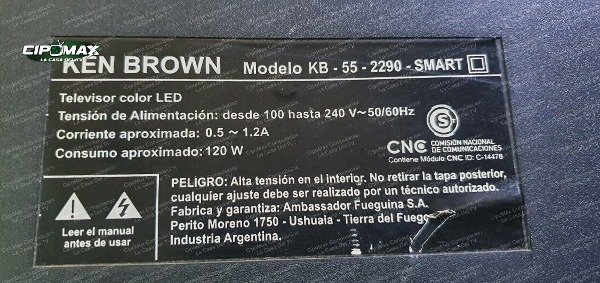 CIPOMAX
LA CASA DEL TV
KEN BROWN Modelo KB - 55 - 2290 - SMART
Televisor color LED
Tensión de Alimentación: desde 100 hasta 240 V~50/60Hz
Corriente aproximada: 0.5 ~ 1.2A
Consumo aproximado: 120 W
S
CNC COMISIÓN NACIONAL
DE COMUNICACIONES
Contiene Módulo CNC ID: C-14478
PELIGRO: Alta tensión en el interior. No retirar la tapa posterior,
cualquier ajuste debe ser realizado por un técnico autorizado.
Fabrica y garantiza: Ambassador Fueguina S.A.
Perito Moreno 1750 - Ushuaia - Tierra del Fuego
Industria Argentina.
Leer el manual
antes de usar